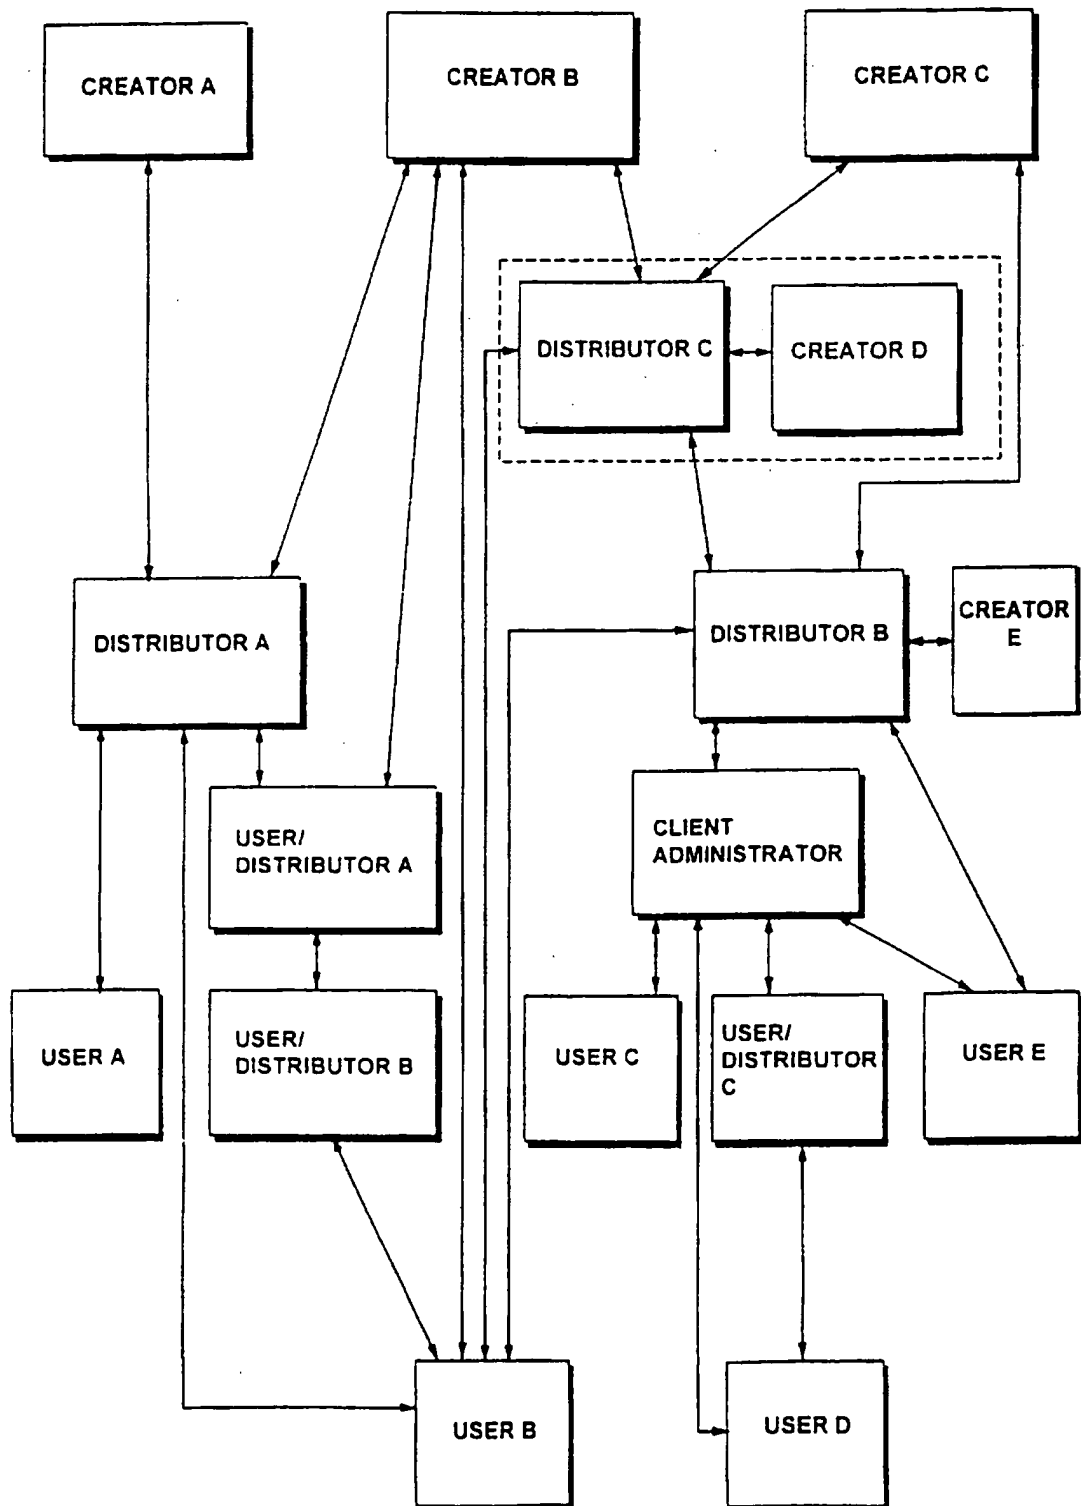 CREATOR A
CREATOR B
CREATOR C
DISTRIBUTOR C
CREATOR D
DISTRIBUTOR A
DISTRIBUTOR B
CREATOR
E
USER/
DISTRIBUTOR A
CLIENT
ADMINISTRATOR
USER A
USER/
DISTRIBUTOR B
USER C
USER/
DISTRIBUTOR
C
USER E
USER B
USER D